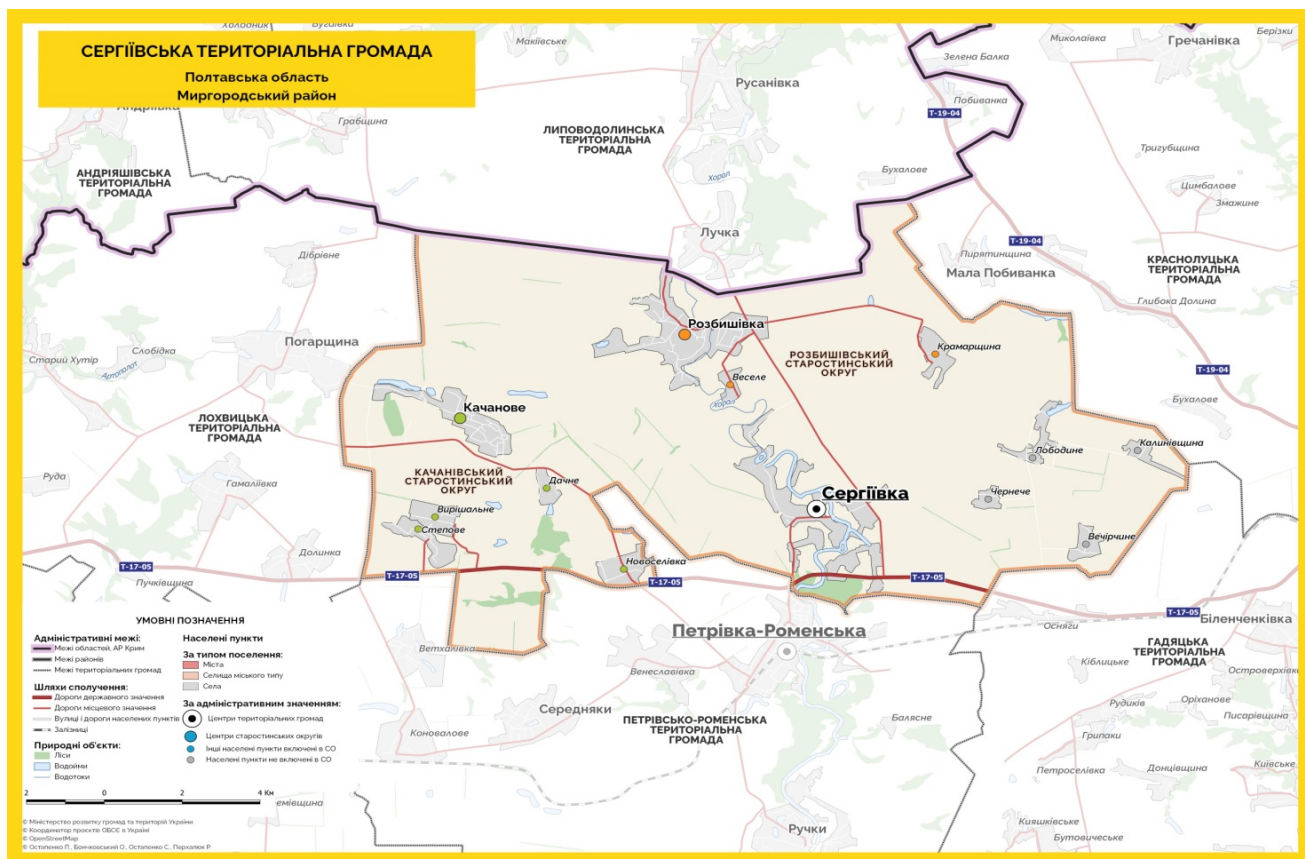 СЕРГІЇВСЬКА ТЕРИТОРІАЛЬНА ГРОМАДА
Полтавська область
Миргородський район
Макіївське
Русанівка
Зелена Балка
Миколаївка
Гречанівка
Берізки
Побиванка
Т-19-04
Грабщина
ЛИПОВОДОЛИНСЬКА
ТЕРИТОРІАЛЬНА
ГРОМАДА
Тригубщина
АНДРІЯШІВСЬКА
ТЕРИТОРІАЛЬНА
ГРОМАДА
Хорол
Бухалове
Цимбалове
Змажине
Лучка
Т-19-04
Дібрівне
Пирятинщина
Мала Побиванка
КРАСНОЛУЦЬКА
ТЕРИТОРІАЛЬНА
ГРОМАДА
Глибока Долина
Розбишівка
Погарщина
Слобідка
Старий Хутір
Артополот
Крамарщина
РОЗБИШІВСЬКИЙ
СТАРОСТИНСЬКИЙ
ОКРУГ
Т-19-04
Веселе
Хорол
Бухалове
Качанове
ЛОХВИЦЬКА
ТЕРИТОРІАЛЬНА
ГРОМАДА
Калинівщина
Лободине
КАЧАНІВСЬКИЙ
СТАРОСТИНСЬКИЙ
ОКРУГ
Руда
Гамаліївка
Дачне
Сергіївка
Чернече
Вирішальне
Степове
Вечірчине
Долинка
Новоселівка
Т-17-05
Пучківщина
Т-17-05
Т-17-05
Т-17-05
Т-17-05
Біленченківка
Осняги
Петрівка-Роменська
ГАДЯЦЬКА
ТЕРИТОРІАЛЬНА
ГРОМАДА
Ветхалівка
Венеславівка
Кіблицьке
Островерхівка
Середняки
Рудиків
Оріханове
Писарівщина
ПЕТРІВСЬКО-РОМЕНСЬКА
ТЕРИТОРІАЛЬНА
ГРОМАДА
Балясне
Коновалове
Грипаки
Петроселівка
Донцівщина
Київське
Ручки
Кияшківське
Бутовичеське
УМОВНІ ПОЗНАЧЕННЯ
Адміністративні межі:
Межі областей, АР Крим
Межі районів
Межі територіальних громад
Шляхи сполучення:
Дороги державного значення
Дороги місцевого значення
Вулиці і дороги населених пунктів
Залізниці
Природні об'єкти:
Ліси
Водойми
Водотоки
Населені пункти
За типом поселення:
Міста
Селища міського типу
Села
За адміністративним значенням:
Центри територіальних громад
Центри старостинських округів
Інші населені пункти включені в СО
Населені пункти не включені в СО
2 0 2 4 Км
© Міністерство розвитку громад та територій України
© Координатор проєктів ОБСЄ в Україні
© OpenStreetMap
© Остапенко П., Бончковський О., Остапенко С., Перхалюк Р.